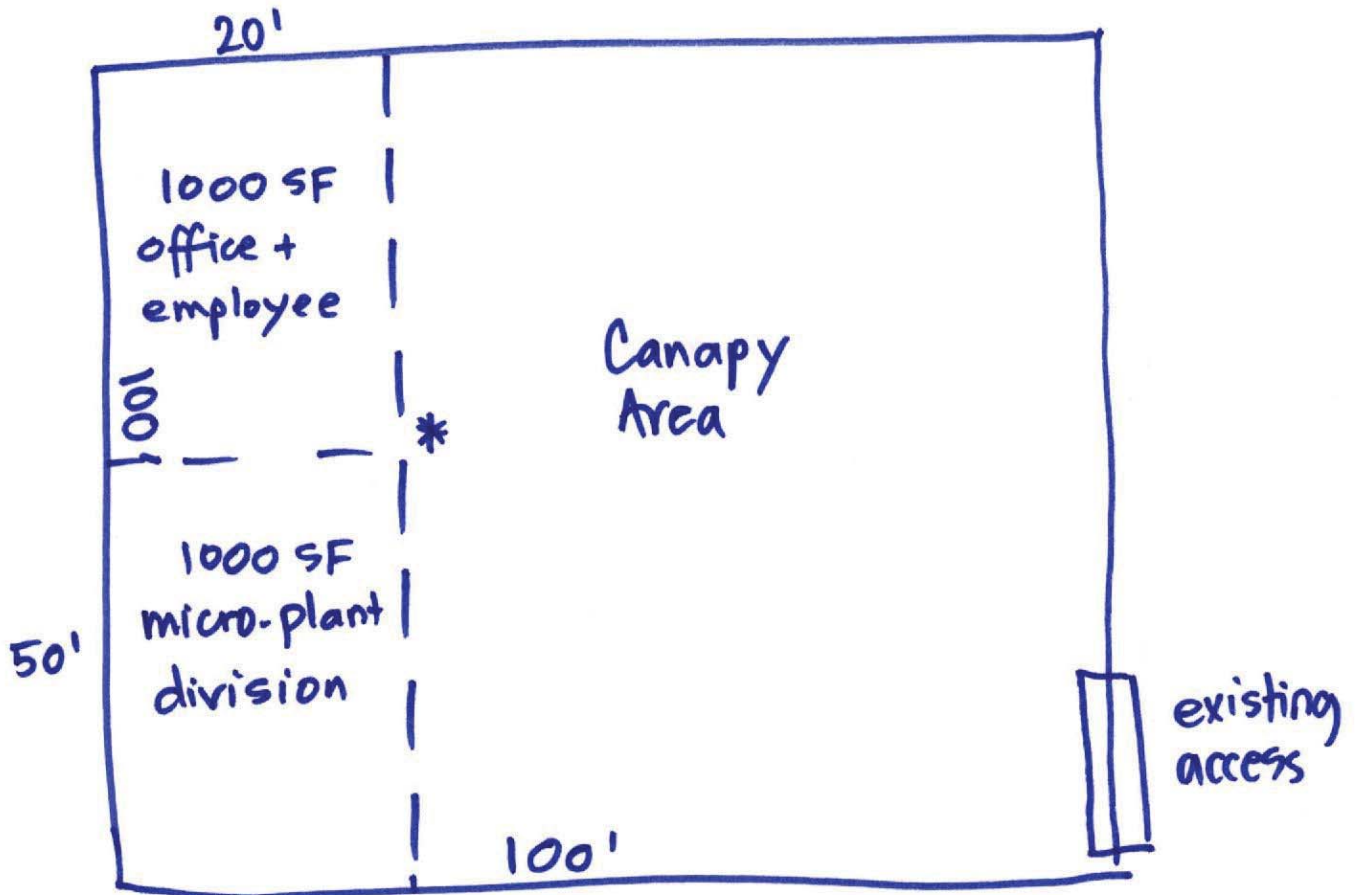 20'
1000 SF
office +
employee
100
*
Canapy
Area
1000 SF
micro-plant
division
50'
existing
access
100'